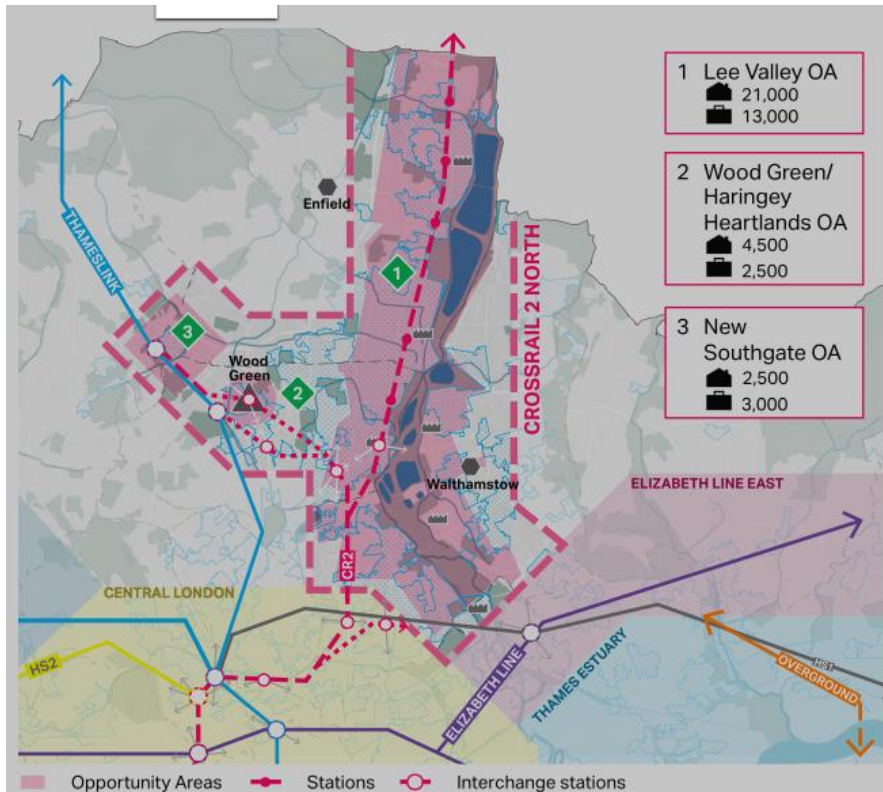 1 Lee Valley OA
21,000
13,000
2 Wood Green/
Haringey
Heartlands OA
4,500
2,500
3 New
Southgate OA
2,500
3,000
Enfield
THAMESLINK
1
3
Wood
Green
2
CROSSRAIL 2 NORTH
Walthamstow
ELIZABETH LINE EAST
CR2
CENTRAL LONDON
HS2
ELIZABETH LINE
THAMES ESTUARY
HS1
OVERGROUND
Opportunity Areas
Stations
Interchange stations